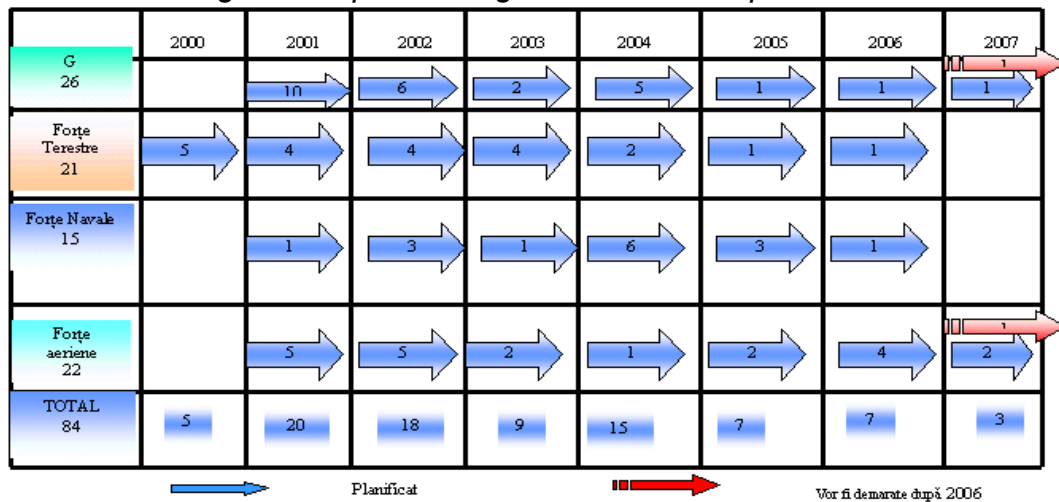 2000 2001 2002 2003 2004 2005 2006 2007
G
26
10 6 2 5 1 1 1 1
Forțe
Terestre
21
5 4 4 4 2 1 1
Forțe Navale
15
1 3 1 6 3 1
Forțe
aeriene
22
5 5 2 1 2 4 2 1
TOTAL
84
5 20 18 9 15 7 7 3
Planificat
Vor fi demarate după 2006